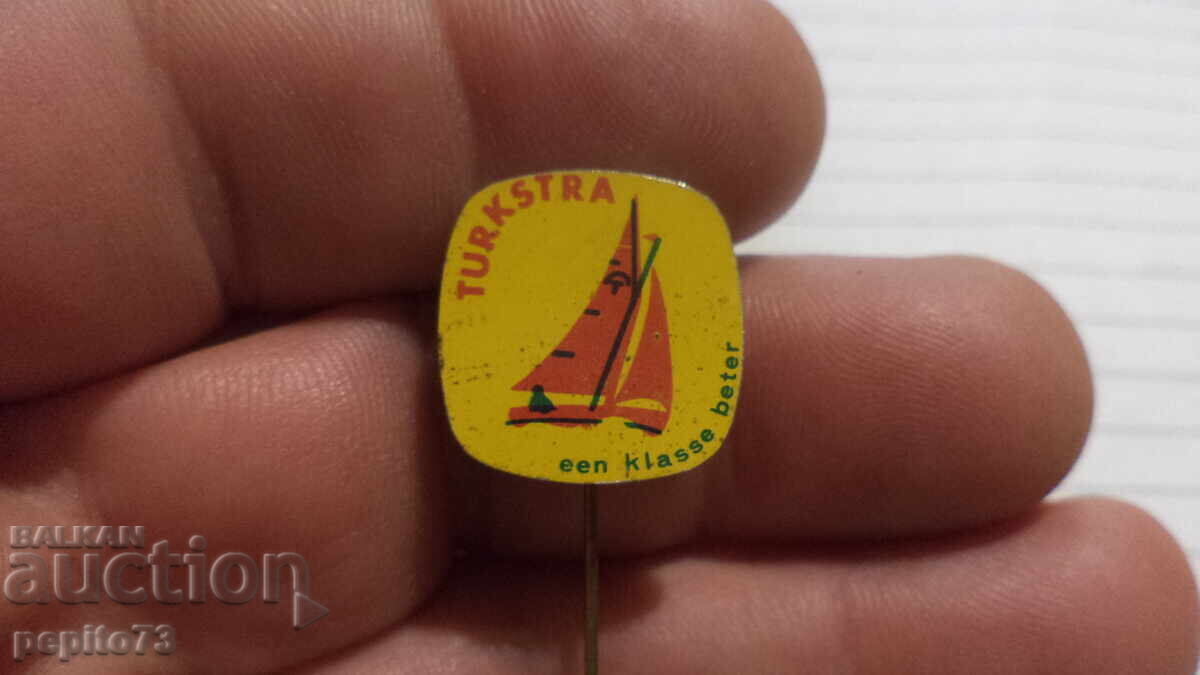 TURKSTRA
een klasse beter
BALKAN
auction
pepito73